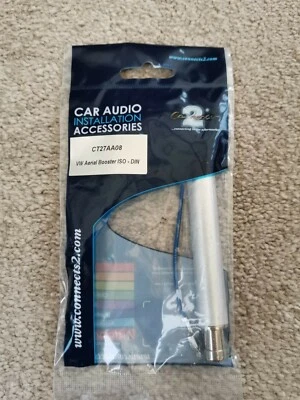 www.connects2.com
CAR AUDIO
INSTALLATION
ACCESSORIES
CT27AA08
VW Aerial Booster ISO - DIN
www.connects2.com